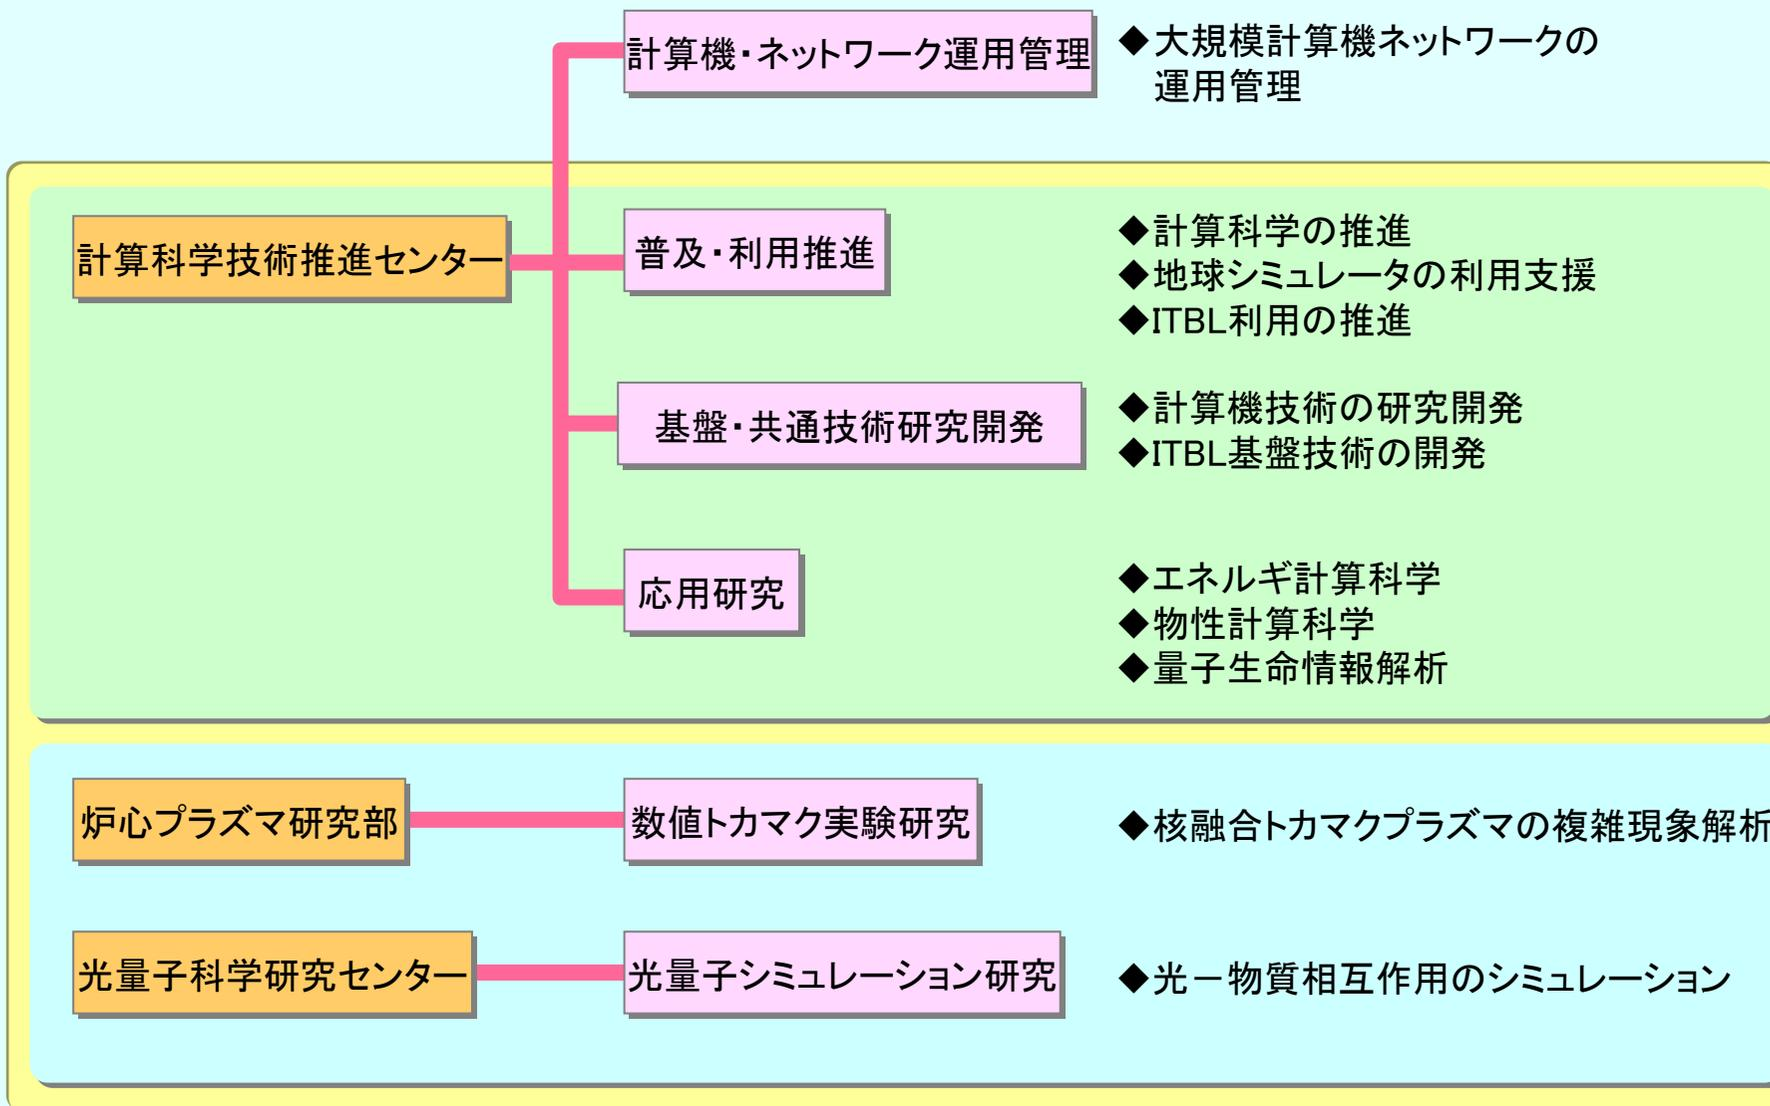 計算機・ネットワーク運用管理
◆大規模計算機ネットワークの
運用管理
計算科学技術推進センター
普及・利用推進
◆計算科学の推進
◆地球シミュレータの利用支援
◆ITBL利用の推進
基盤・共通技術研究開発
◆計算機技術の研究開発
◆ITBL基盤技術の開発
応用研究
◆エネルギ計算科学
◆物性計算科学
◆量子生命情報解析
炉心プラズマ研究部
数値トカマク実験研究
◆核融合トカマクプラズマの複雑現象解析
光量子科学研究センター
光量子シミュレーション研究
◆光－物質相互作用のシミュレーション